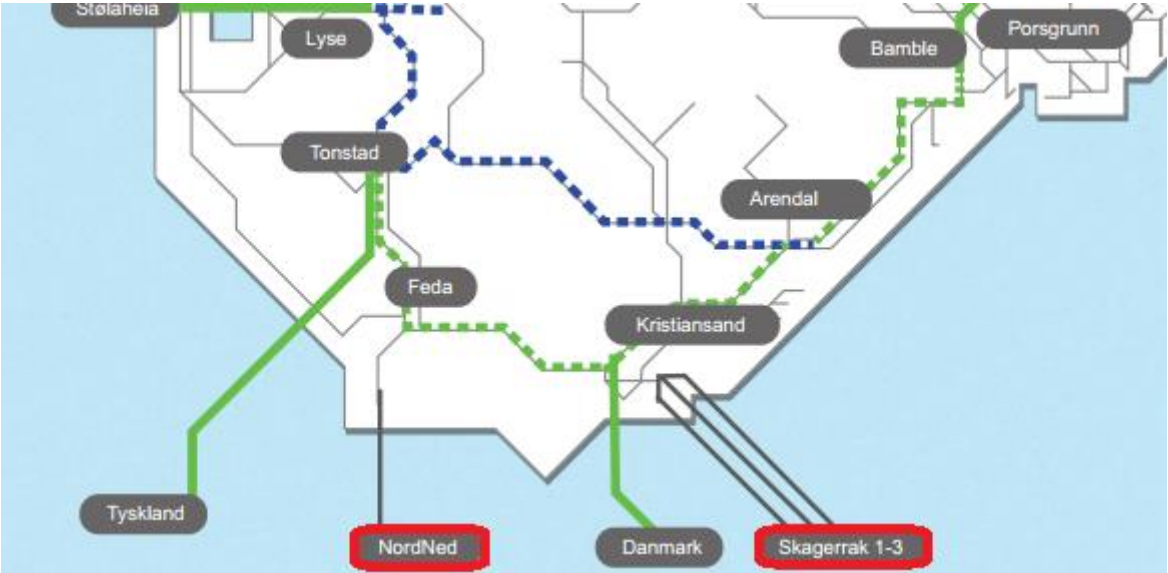 Stølaheia
Lyse
Porsgrunn
Bamble
Tonstad
Arendal
Feda
Kristiansand
Tyskland
NordNed
Danmark
Skagerrak 1-3